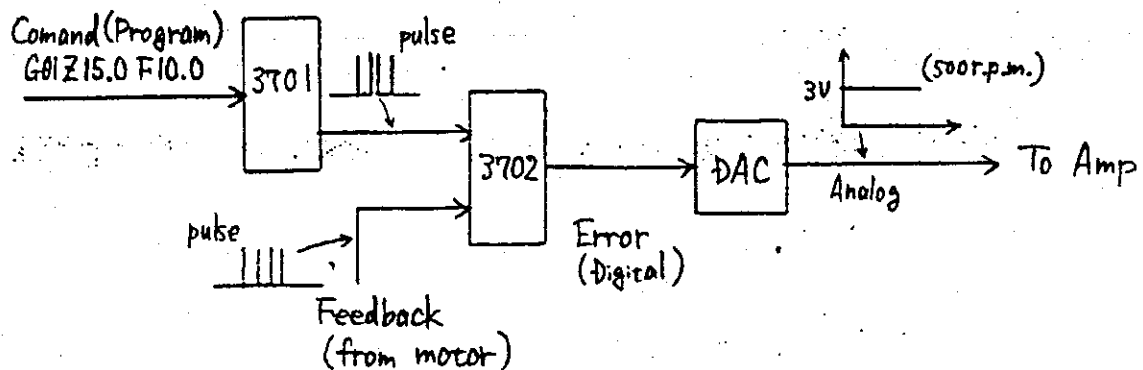 Comand (Program)
G01 Z15.0 F10.0
3701
pulse
3702
pulse
Feedback
(from motor)
Error
(Digital)
DAC
3V
(500 r.p.m.)
Analog
To Amp